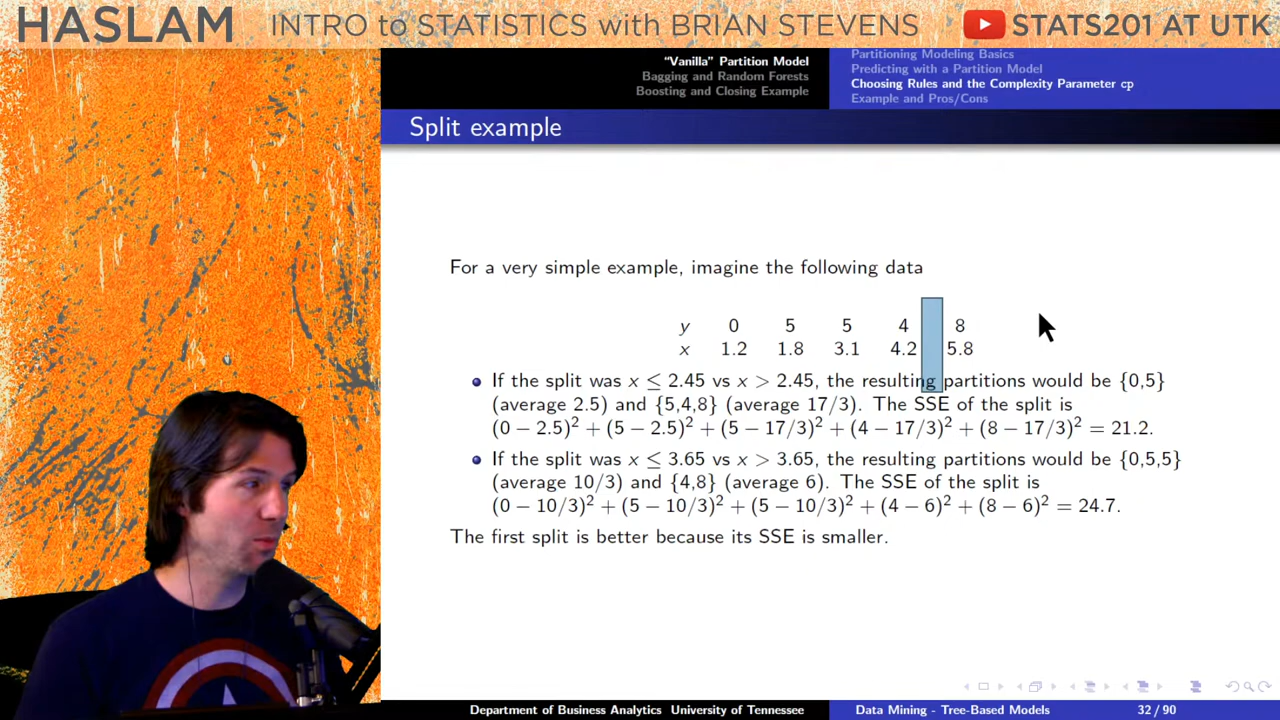 HASLAM INTRO to STATISTICS with BRIAN STEVENS STATS201 AT UTK
"Vanilla" Partition Model
Bagging and Random Forests
Boosting and Closing Example
Partitioning Modeling Basics
Predicting with a Partition Model
Choosing Rules and the Complexity Parameter cp
Example and Pros/Cons
Split example
For a very simple example, imagine the following data
y 0 5 5 4 8
x 1.2 1.8 3.1 4.2 5.8
If the split was x ≤ 2.45 vs x > 2.45, the resulting partitions would be {0,5}
(average 2.5) and {5,4,8} (average 17/3). The SSE of the split is
(0 − 2.5)² + (5 − 2.5)² + (5 − 17/3)² + (4 − 17/3)² + (8 − 17/3)² = 21.2.
If the split was x ≤ 3.65 vs x > 3.65, the resulting partitions would be {0,5,5}
(average 10/3) and {4,8} (average 6). The SSE of the split is
(0 − 10/3)² + (5 − 10/3)² + (5 − 10/3)² + (4 − 6)² + (8 − 6)² = 24.7.
The first split is better because its SSE is smaller.
Department of Business Analytics University of Tennessee Data Mining - Tree-Based Models 32 / 90